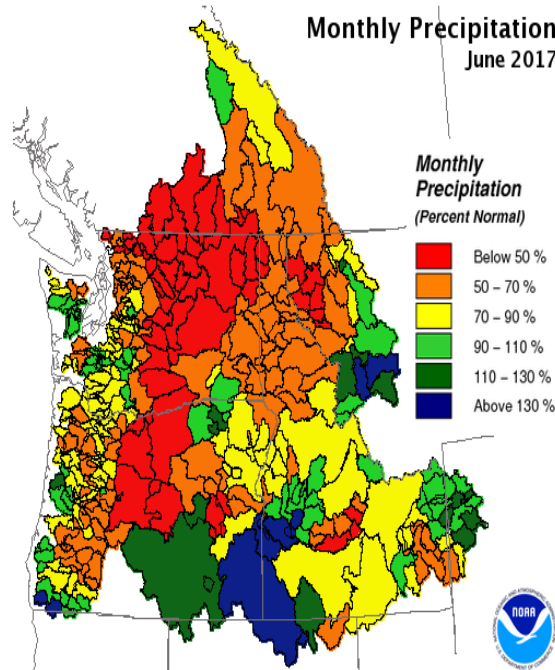 Monthly Precipitation
June 2017
Monthly
Precipitation
(Percent Normal)
Below 50 %
50 – 70 %
70 – 90 %
90 – 110 %
110 – 130 %
Above 130 %
NOAA